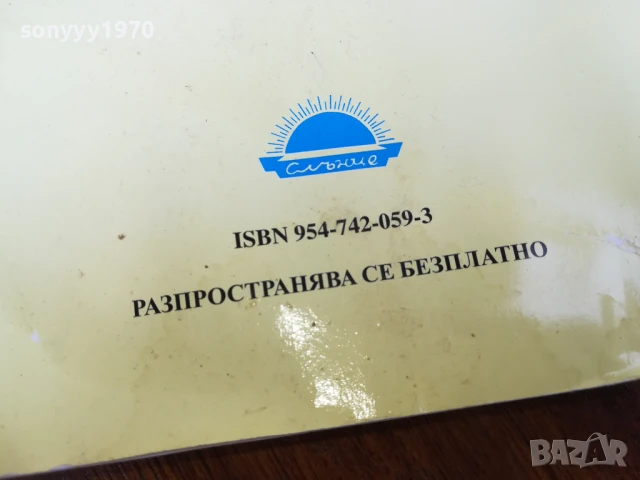 sonyyy1970
Слънце
ISBN 954-742-059-3
РАЗПРОСТРАНЯВА СЕ БЕЗПЛАТНО
BAZAR